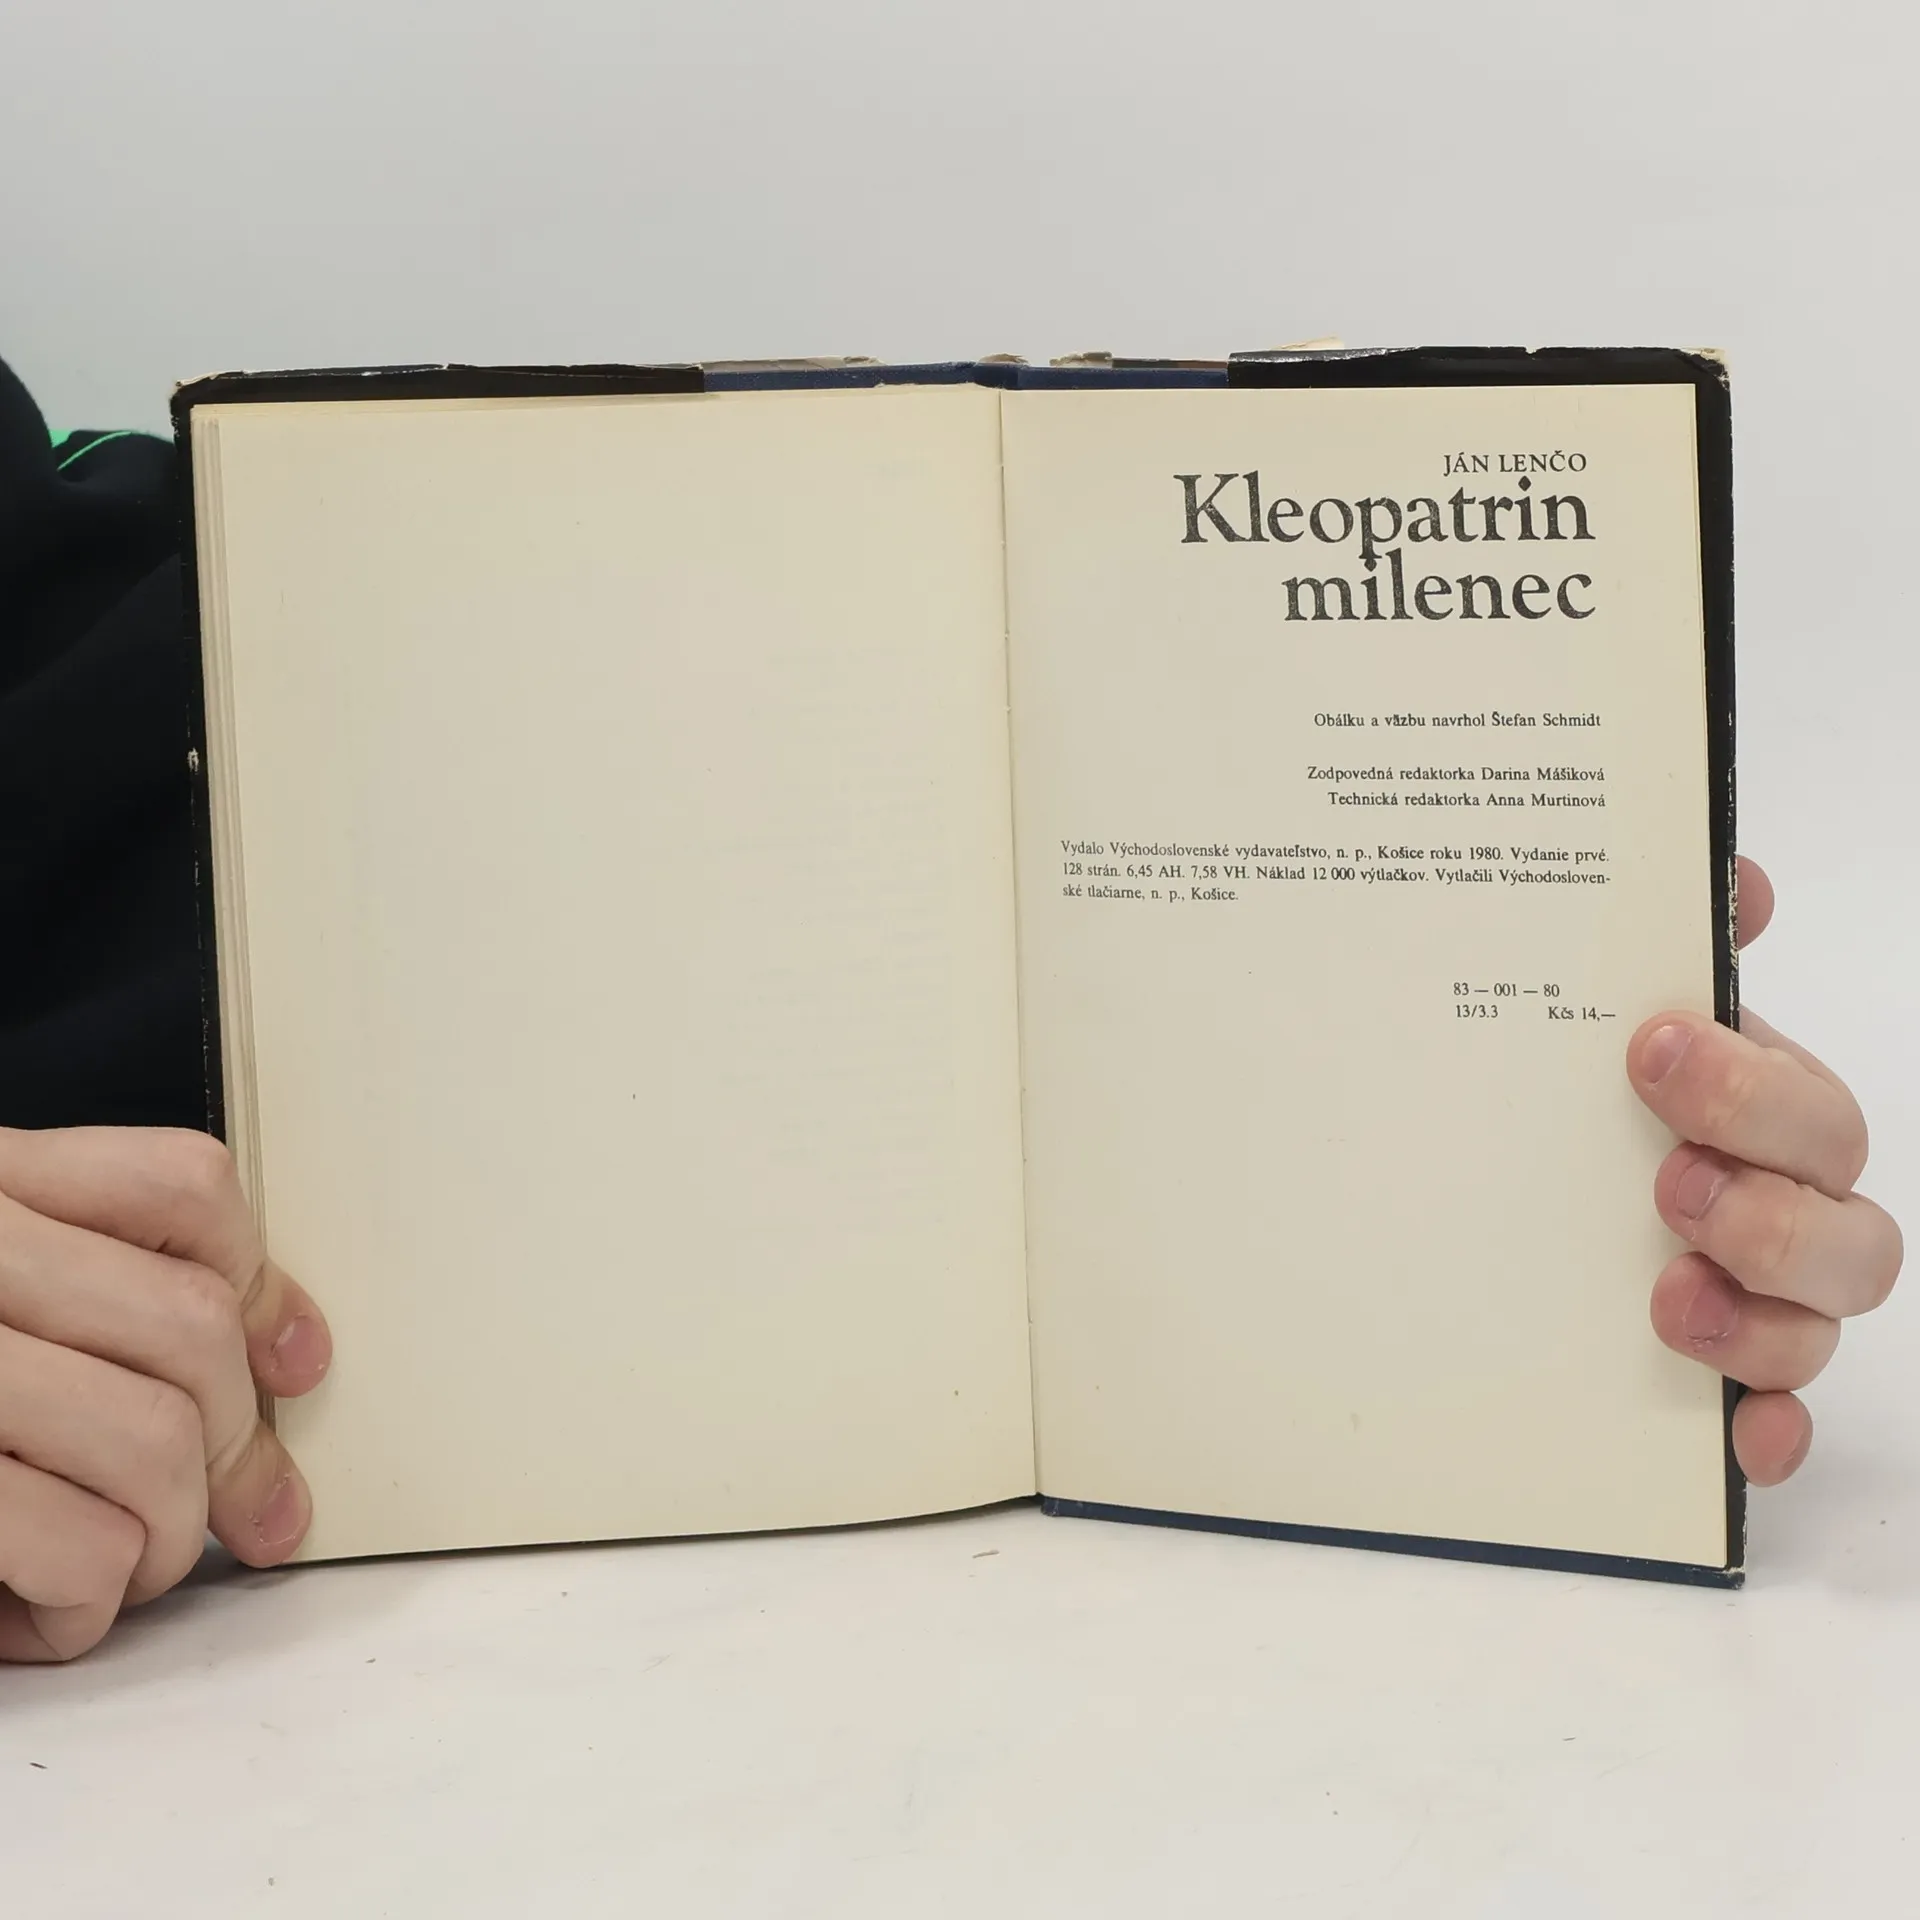 JÁN LENČO
Kleopatrin
milenec
Obálku a väzbu navrhol Štefan Schmidt
Zodpovedná redaktorka Darina Mášiková
Technická redaktorka Anna Murtinová
Vydalo Východoslovenské vydavateľstvo, n. p., Košice roku 1980. Vydanie prvé.
128 strán. 6,45 AH. 7,58 VH. Náklad 12 000 výtlačkov. Vytlačili Východosloven-
ské tlačiarne, n. p., Košice.
83 — 001 — 80
13/3.3 Kčs 14,—